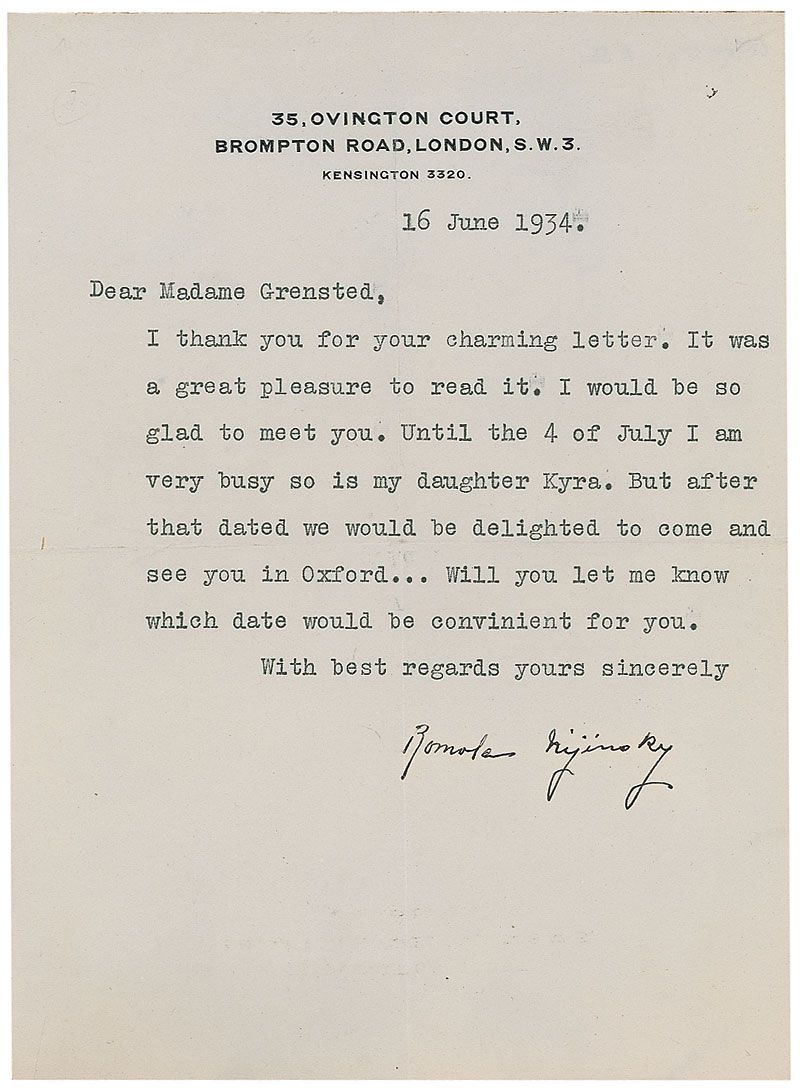 35, OVINGTON COURT,
BROMPTON ROAD, LONDON, S.W.3.
KENSINGTON 3320.
16 June 1934.
Dear Madame Grensted,
I thank you for your charming letter. It was
a great pleasure to read it. I would be so
glad to meet you. Until the 4 of July I am
very busy so is my daughter Kyra. But after
that dated we would be delighted to come and
see you in Oxford... Will you let me know
which date would be convinient for you.
With best regards yours sincerely
Romola Nijinsky